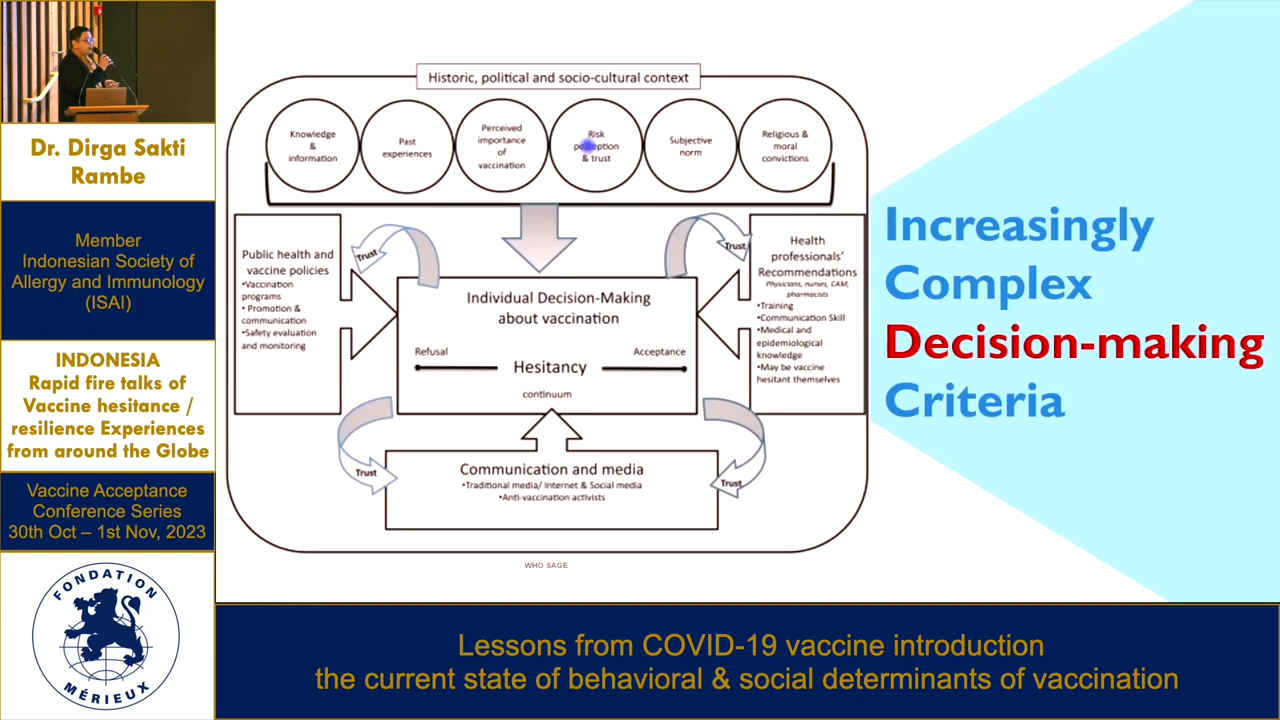 Dr. Dirga Sakti
Rambe
Member
Indonesian Society of
Allergy and Immunology
(ISAI)
INDONESIA
Rapid fire talks of
Vaccine hesitance /
resilience Experiences
from around the Globe
Vaccine Acceptance
Conference Series
30th Oct – 1st Nov, 2023
FONDATION
MÉRIEUX
Historic, political and socio-cultural context
Knowledge
&
information
Past
experiences
Perceived
importance
of
vaccination
Risk
perception
& trust
Subjective
norm
Religious &
moral
convictions
Public health and
vaccine policies
•Vaccination
programs
• Promotion &
communication
•Safety evaluation
and monitoring
Trust
Trust
Individual Decision-Making
about vaccination
Refusal
Acceptance
Hesitancy
continuum
Health
professionals'
Recommendations
Physicians, nurses, CAM,
pharmacists
•Training
•Communication Skill
•Medical and
epidemiological
knowledge
•May be vaccine
hesitant themselves
Trust
Trust
Communication and media
•Traditional media/ Internet & Social media
•Anti-vaccination activists
WHO SAGE
Increasingly
Complex
Decision-making
Criteria
Lessons from COVID-19 vaccine introduction
the current state of behavioral & social determinants of vaccination